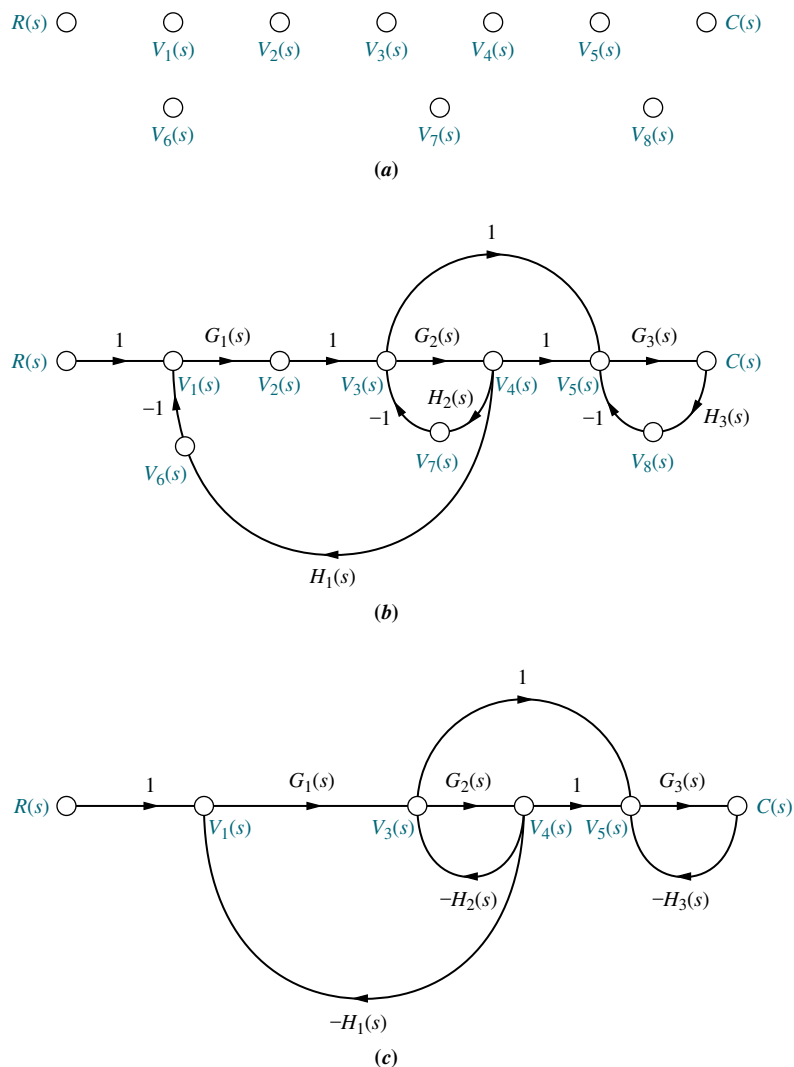 R(s) C(s)
V₁(s) V₂(s) V₃(s) V₄(s) V₅(s)
V₆(s) V₇(s) V₈(s)
(a)
1
1 G₁(s) 1 G₂(s) 1 G₃(s)
R(s) C(s)
V₁(s) V₂(s) V₃(s) V₄(s) V₅(s)
−1 −1 H₂(s) −1 H₃(s)
V₆(s) V₇(s) V₈(s)
H₁(s)
(b)
1
1 G₁(s) G₂(s) 1 G₃(s)
R(s) C(s)
V₁(s) V₃(s) V₄(s) V₅(s)
−H₂(s) −H₃(s)
−H₁(s)
(c)